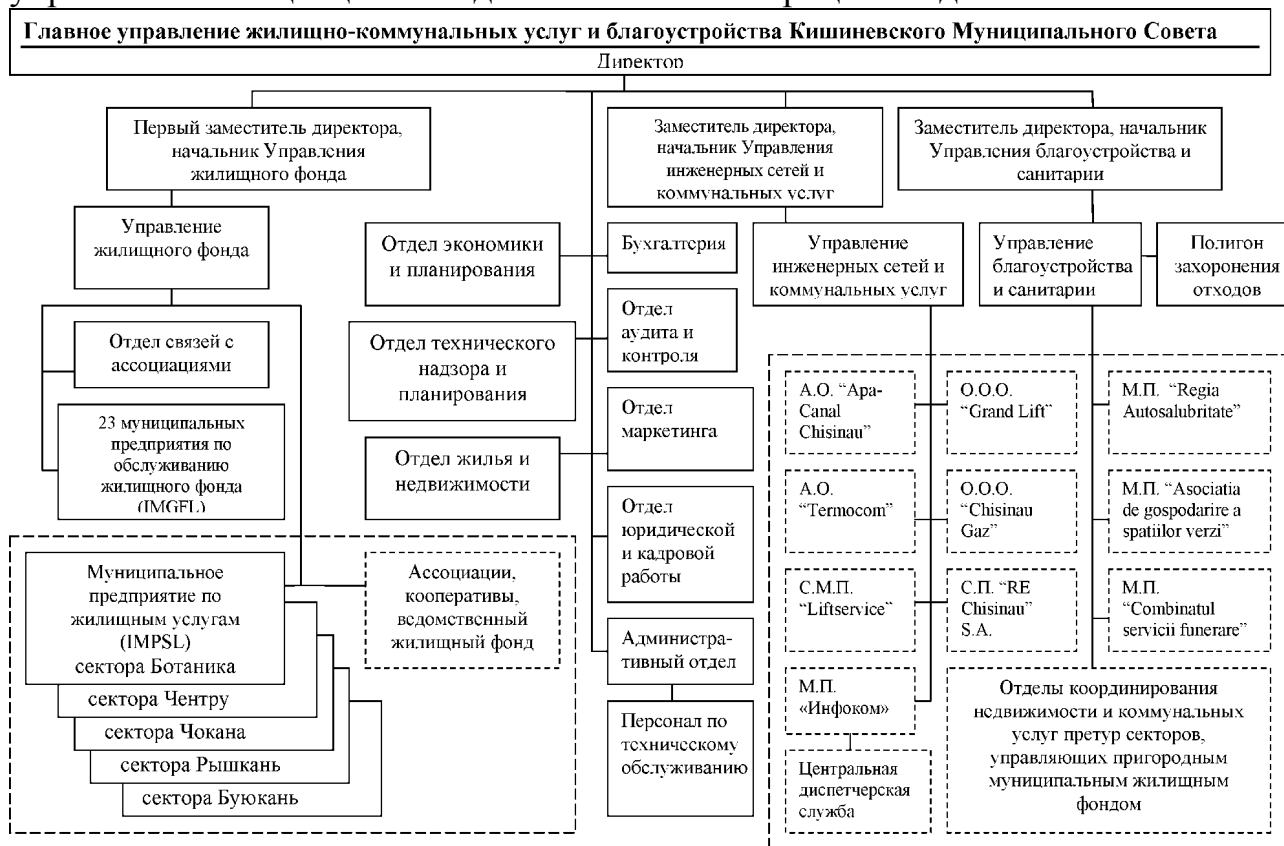 Главное управление жилищно-коммунальных услуг и благоустройства Кишиневского Муниципального Совета
Директор
Первый заместитель директора,
начальник Управления
жилищного фонда
Заместитель директора,
начальник Управления
инженерных сетей и
коммунальных услуг
Заместитель директора, начальник
Управления благоустройства и
санитарии
Управление
жилищного фонда
Отдел экономики
и планирования
Бухгалтерия
Управление
инженерных сетей и
коммунальных услуг
Управление
благоустройства
и санитарии
Полигон
захоронения
отходов
Отдел связей с
ассоциациями
Отдел технического
надзора и
планирования
Отдел
аудита и
контроля
23 муниципальных
предприятия по
обслуживанию
жилищного фонда
(IMGFL)
Отдел жилья и
недвижимости
Отдел
маркетинга
Отдел
юридической
и кадровой
работы
А.О. “Apa-
Canal
Chisinau”
О.О.О.
“Grand Lift”
М.П. “Regia
Autosalubritate”
А.О.
“Termocom”
О.О.О.
“Chisinau
Gaz”
М.П. “Asociatia
de gospodarire a
spatiilor verzi”
С.М.П.
“Liftservice”
С.П. “RE
Chisinau”
S.A.
М.П.
“Combinatul
servicii funerare”
Муниципальное
предприятие по
жилищным услугам
(IMPSL)
сектора Ботаника
сектора Чентру
сектора Чокана
сектора Рышкань
сектора Буюкань
Ассоциации,
кооперативы,
ведомственный
жилищный фонд
Администра-
тивный отдел
Персонал по
техническому
обслуживанию
М.П.
«Инфоком»
Центральная
диспетчерская
служба
Отделы координирования
недвижимости и коммунальных
услуг претур секторов,
управляющих пригородным
муниципальным жилищным
фондом